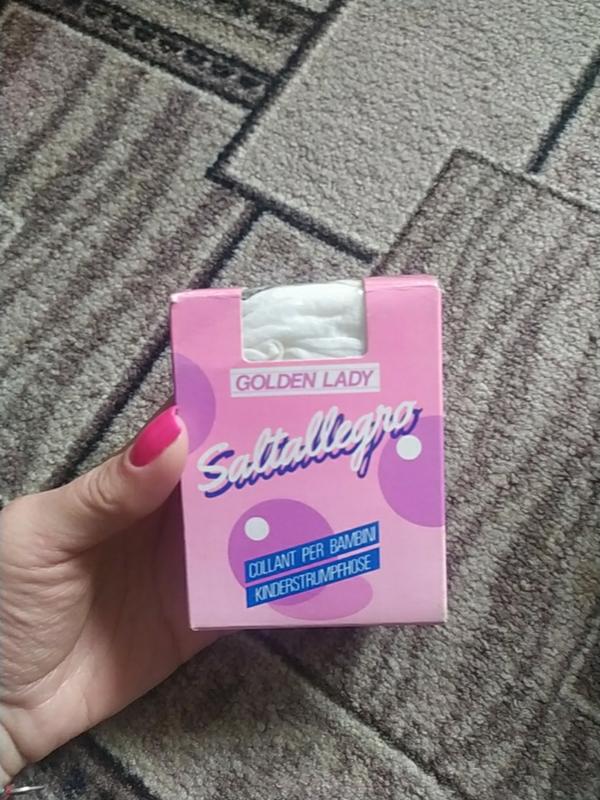 GOLDEN LADY
Saltallegro
COLLANT PER BAMBINI
KINDERSTRUMPFHOSE